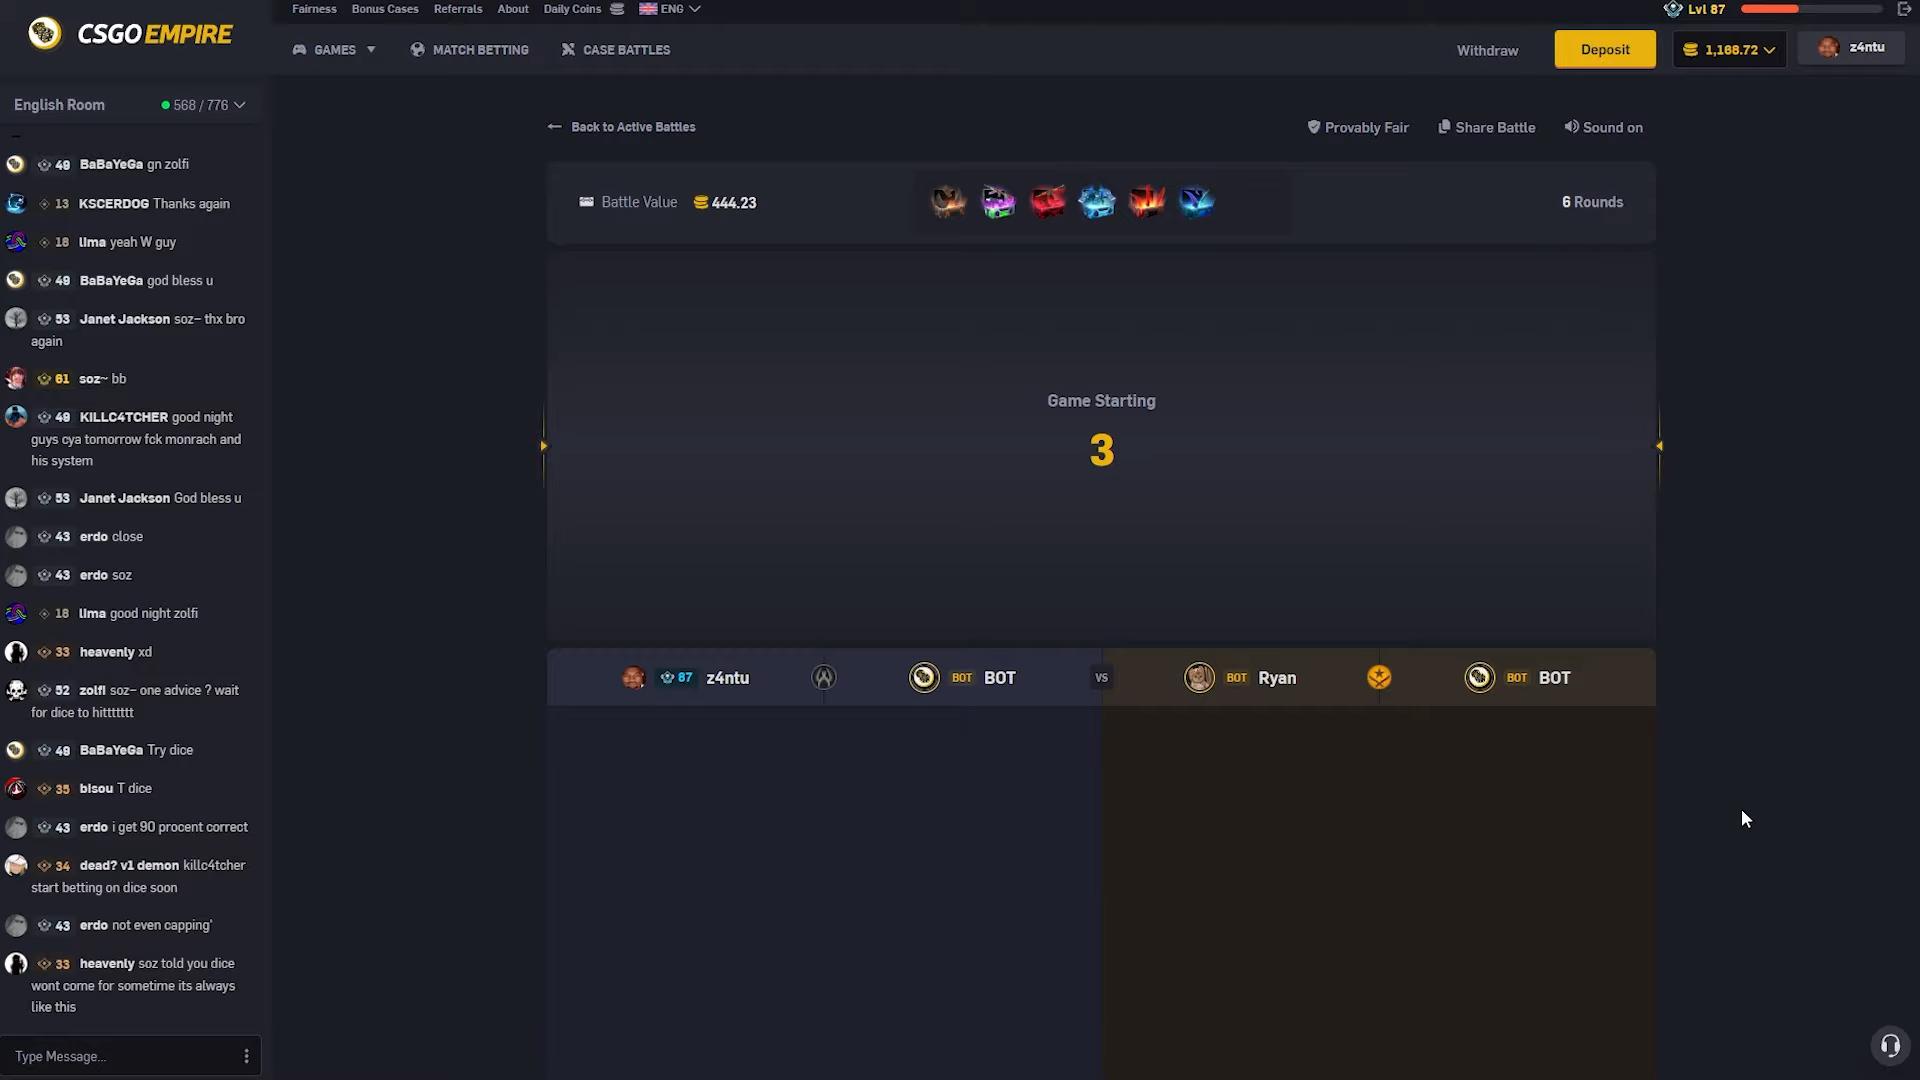 Fairness Bonus Cases Referrals About Daily Coins ENG
Lvl 87
CSGOEMPIRE
GAMES MATCH BETTING CASE BATTLES
Withdraw Deposit 1,168.72 z4ntu
English Room 568 / 776
49 BaBaYeGa gn zolfi
13 KSCERDOG Thanks again
18 lima yeah W guy
49 BaBaYeGa god bless u
53 Janet Jackson soz~ thx bro
again
61 soz~ bb
49 KILLC4TCHER good night
guys cya tomorrow fck monrach and
his system
53 Janet Jackson God bless u
43 erdo close
43 erdo soz
18 lima good night zolfi
33 heavenly xd
52 zolfi soz~ one advice ? wait
for dice to hittttttt
49 BaBaYeGa Try dice
35 bisou T dice
43 erdo i get 90 procent correct
34 dead? v1 demon killc4tcher
start betting on dice soon
43 erdo not even capping'
33 heavenly soz told you dice
wont come for sometime its always
like this
Type Message...
Back to Active Battles
Provably Fair Share Battle Sound on
Battle Value 444.23
6 Rounds
Game Starting
3
87 z4ntu BOT BOT VS BOT Ryan BOT BOT